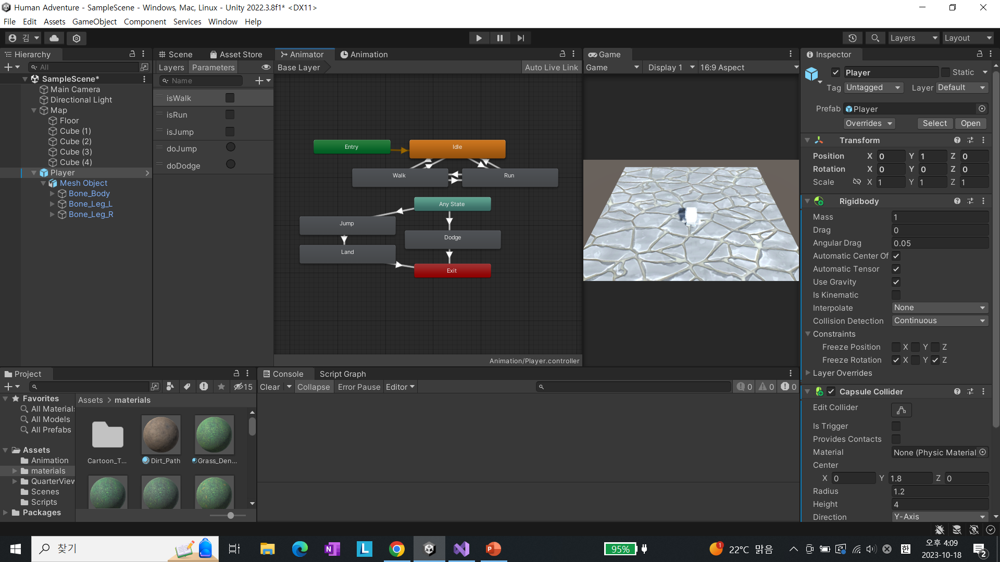 Human Adventure - SampleScene - Windows, Mac, Linux - Unity 2022.3.8f1* <DX11>
File Edit Assets GameObject Component Services Window Help
김
Layers
Layout
Hierarchy
All
SampleScene*
Main Camera
Directional Light
Map
Floor
Cube (1)
Cube (2)
Cube (3)
Cube (4)
Player
Mesh Object
Bone_Body
Bone_Leg_L
Bone_Leg_R
Scene Asset Store Animator Animation
Layers Parameters
Base Layer
Auto Live Link
Name
isWalk
isRun
isJump
doJump
doDodge
Entry
Idle
Walk
Run
Any State
Jump
Dodge
Land
Exit
Animation/Player.controller
Game
Game Display 1 16:9 Aspect
Inspector
Player Static
Tag Untagged Layer Default
Prefab Player
Overrides Select Open
Transform
Position X 0 Y 1 Z 0
Rotation X 0 Y 0 Z 0
Scale X 1 Y 1 Z 1
Rigidbody
Mass 1
Drag 0
Angular Drag 0.05
Automatic Center Of
Automatic Tensor
Use Gravity
Is Kinematic
Interpolate None
Collision Detection Continuous
Constraints
Freeze Position X Y Z
Freeze Rotation X Y Z
Layer Overrides
Capsule Collider
Edit Collider
Is Trigger
Provides Contacts
Material None (Physic Material
Center
X 0 Y 1.8 Z 0
Radius 1.2
Height 4
Direction Y-Axis
Project
15
Favorites
All Materials
All Models
All Prefabs
Assets
Animation
materials
QuarterView
Scenes
Scripts
Packages
Assets > materials
Cartoon_T...
Dirt_Path
Grass_Den...
Console Script Graph
Clear Collapse Error Pause Editor
0 0 0
찾기
95%
1
22°C 맑음
한
오후 4:09
2023-10-18
2